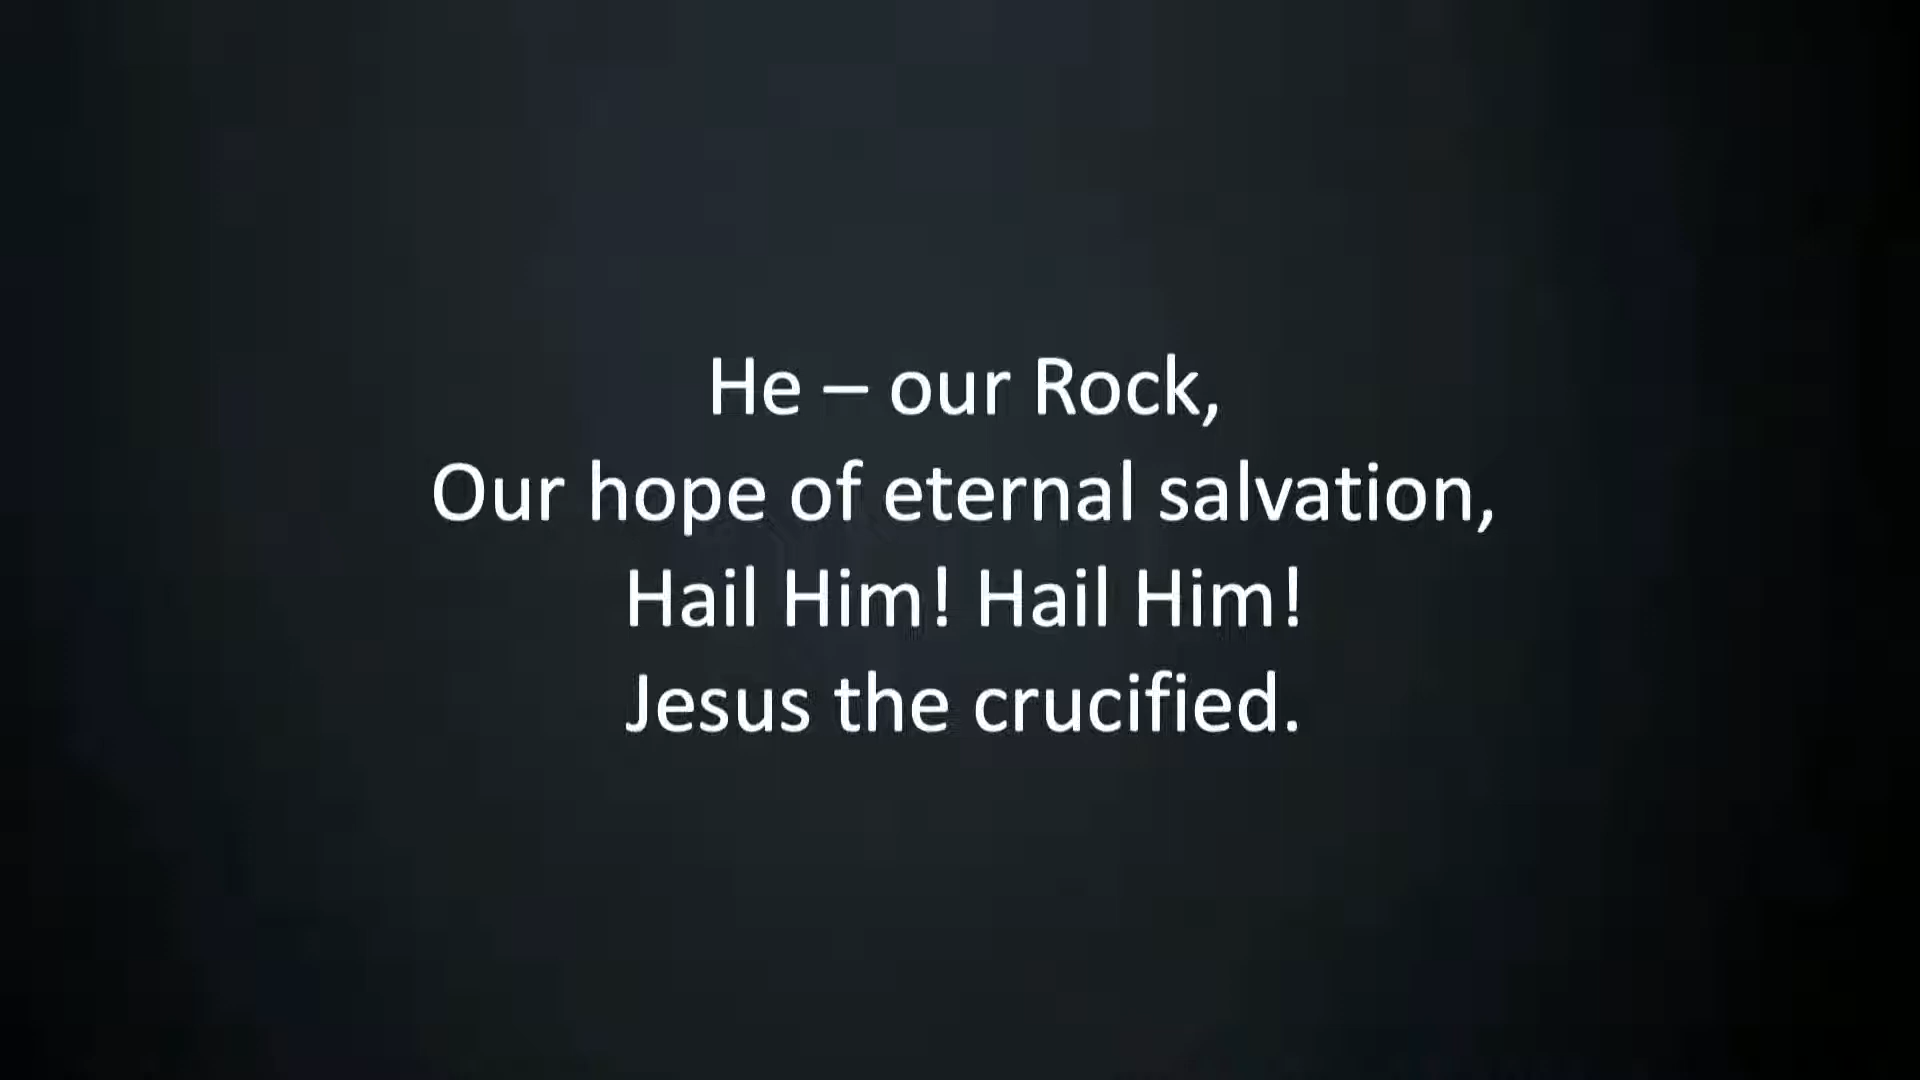 He – our Rock,
Our hope of eternal salvation,
Hail Him! Hail Him!
Jesus the crucified.